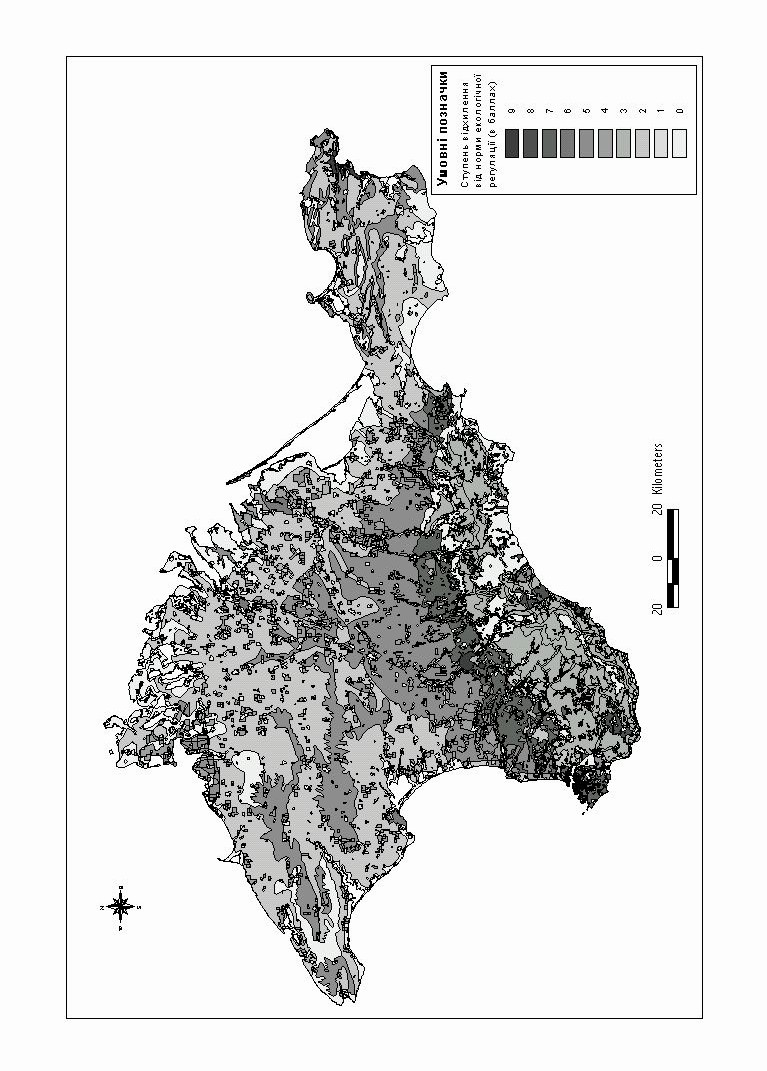 Умовні позначки
Ступень відхилення
від норми екологічної
регуляції (в баллах)
9
8
7
6
5
4
3
2
1
0
20 0 20 Kilometers